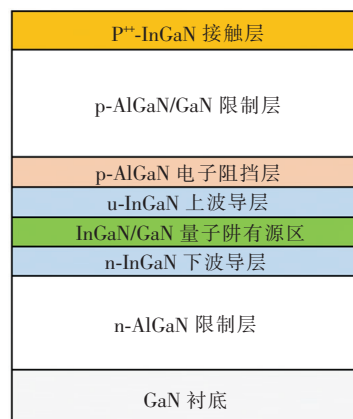 P⁺⁺-InGaN 接触层
p-AlGaN/GaN 限制层
p-AlGaN 电子阻挡层
u-InGaN 上波导层
InGaN/GaN 量子阱有源区
n-InGaN 下波导层
n-AlGaN 限制层
GaN 衬底